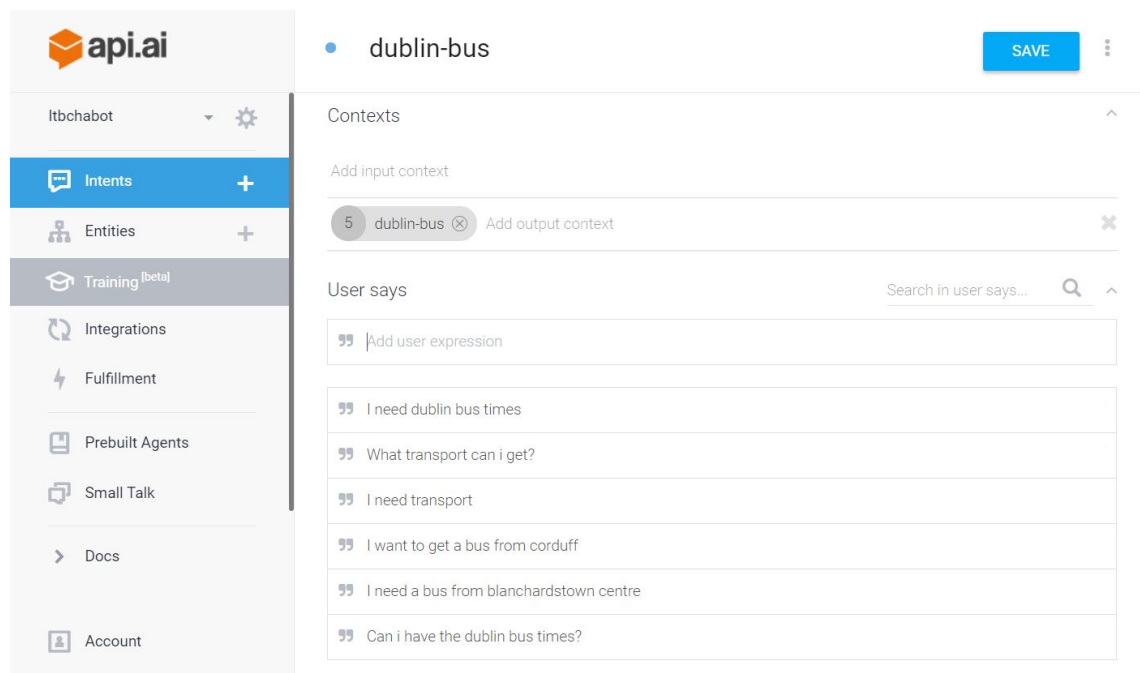 api.ai
ltbchabot
Intents +
Entities +
Training [beta]
Integrations
Fulfillment
Prebuilt Agents
Small Talk
Docs
Account
dublin-bus
SAVE
Contexts
Add input context
5 dublin-bus Add output context
User says
Search in user says...
Add user expression
I need dublin bus times
What transport can i get?
I need transport
I want to get a bus from corduff
I need a bus from blanchardstown centre
Can i have the dublin bus times?